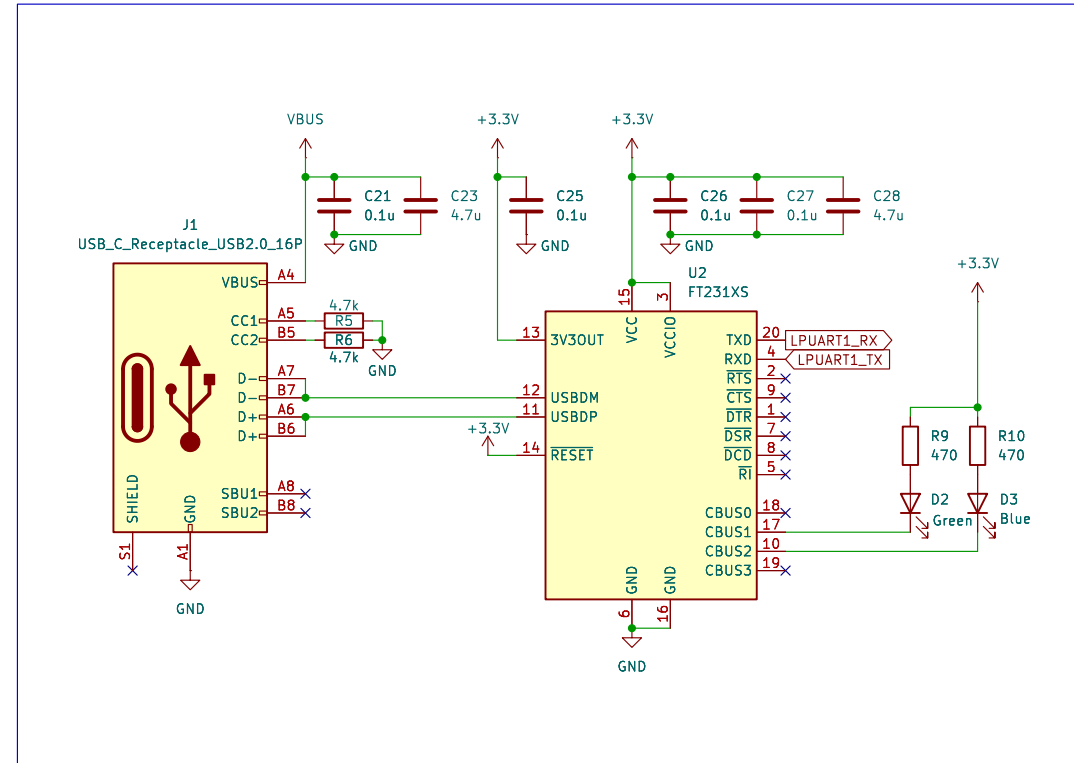 VBUS
+3.3V
+3.3V
C21
0.1u
C23
4.7u
C25
0.1u
C26
0.1u
C27
0.1u
C28
4.7u
GND
GND
GND
J1
USB_C_Receptacle_USB2.0_16P
VBUS
A4
CC1
A5
CC2
B5
D-
A7
D-
B7
D+
A6
D+
B6
SBU1
A8
SBU2
B8
SHIELD
S1
GND
A1
GND
4.7k
R5
R6
4.7k
GND
+3.3V
U2
FT231XS
15
VCC
3
VCCIO
13
3V3OUT
12
USBDM
11
USBDP
14
RESET
TXD
20
LPUART1_RX
RXD
4
LPUART1_TX
RTS
2
CTS
9
DTR
1
DSR
7
DCD
8
RI
5
CBUS0
18
CBUS1
17
CBUS2
10
CBUS3
19
GND
6
GND
16
GND
+3.3V
R9
470
R10
470
D2
Green
D3
Blue